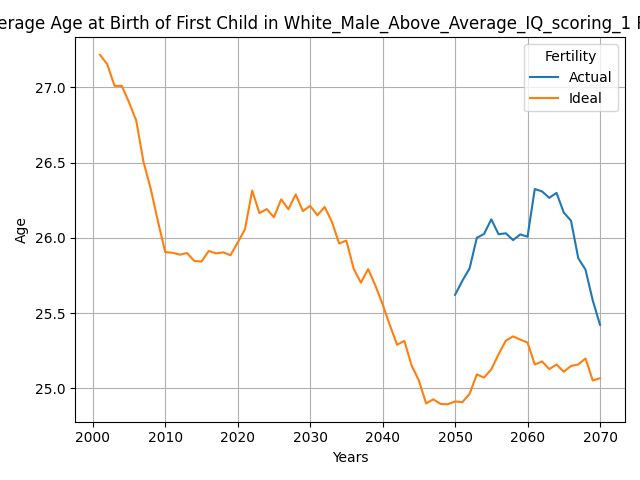 erage Age at Birth of First Child in White_Male_Above_Average_IQ_scoring_1
Fertility
Actual
Ideal
27.0
26.5
26.0
25.5
25.0
Age
2000 2010 2020 2030 2040 2050 2060 2070
Years